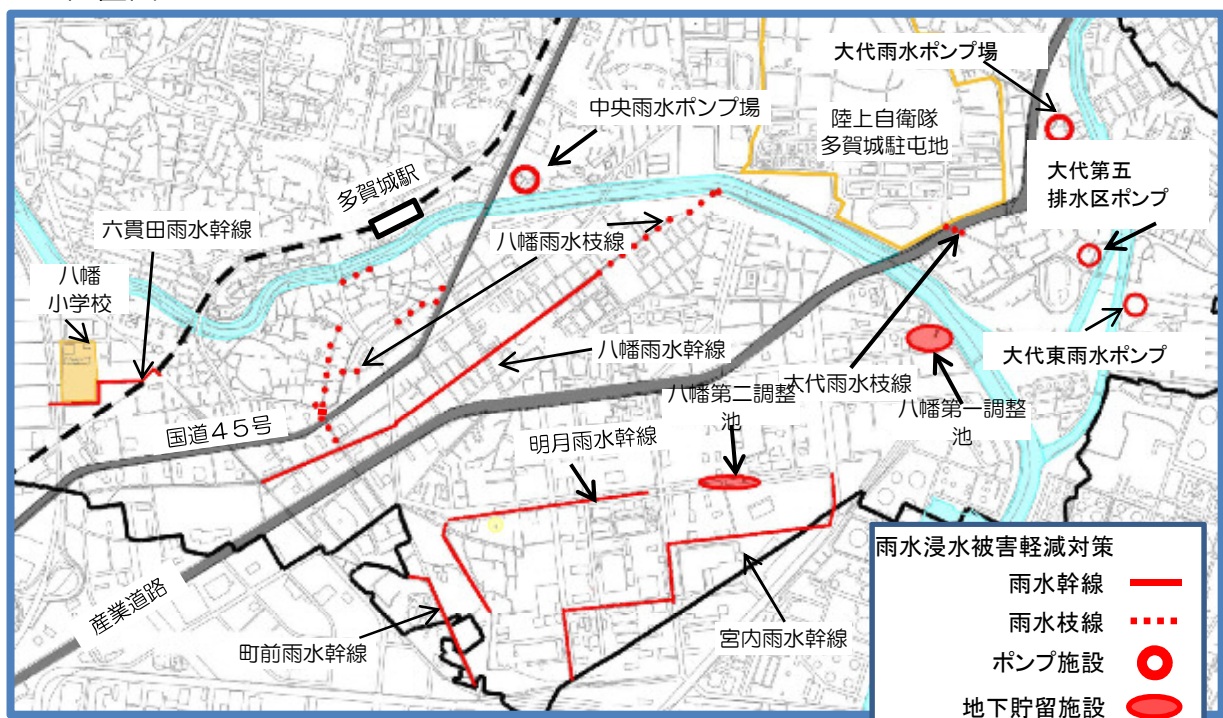 大代雨水ポンプ場
中央雨水ポンプ場
陸上自衛隊
多賀城駐屯地
多賀城駅
大代第五
排水区ポンプ
六貫田雨水幹線
八幡雨水枝線
八幡
小学校
八幡雨水幹線
大代東雨水ポンプ
大代雨水枝線
八幡第二調整
池
八幡第一調整
池
国道45号
明月雨水幹線
産業道路
町前雨水幹線
宮内雨水幹線
雨水浸水被害軽減対策
雨水幹線
雨水枝線
ポンプ施設
地下貯留施設